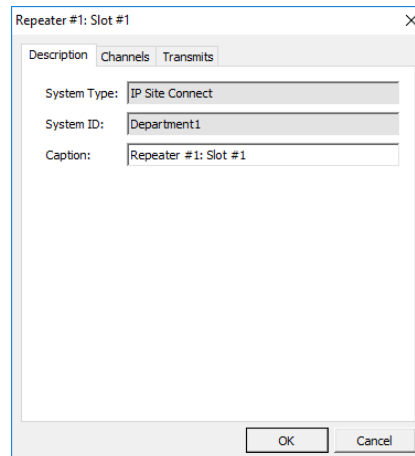 Repeater #1: Slot #1
Description Channels Transmits
System Type: IP Site Connect
System ID: Department1
Caption: Repeater #1: Slot #1
OK Cancel